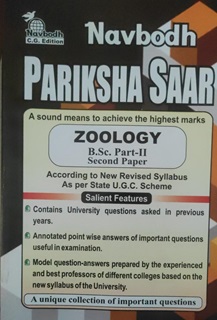 Navbodh
C.G. Edition
Navbodh
PARIKSHA SAAR
A sound means to achieve the highest marks
ZOOLOGY
B.Sc. Part-II
Second Paper
According to New Revised Syllabus
As per State U.G.C. Scheme
Salient Features
Contains University questions asked in previous
years.
Annotated point wise answers of important questions
useful in examination.
Model question-answers prepared by the experienced
and best professors of different colleges based on the
new syllabus of the University.
A unique collection of important questions